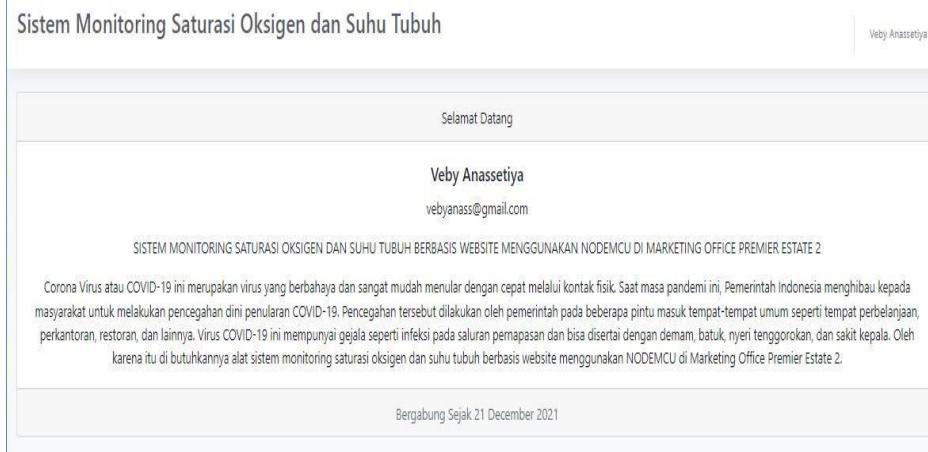 Sistem Monitoring Saturasi Oksigen dan Suhu Tubuh
Veby Anassetiya
Selamat Datang
Veby Anassetiya
vebyanass@gmail.com
SISTEM MONITORING SATURASI OKSIGEN DAN SUHU TUBUH BERBASIS WEBSITE MENGGUNAKAN NODEMCU DI MARKETING OFFICE PREMIER ESTATE 2
Corona Virus atau COVID-19 ini merupakan virus yang berbahaya dan sangat mudah menular dengan cepat melalui kontak fisik. Saat masa pandemi ini, Pemerintah Indonesia menghibau kepada
masyarakat untuk melakukan pencegahan dini penularan COVID-19. Pencegahan tersebut dilakukan oleh pemerintah pada beberapa pintu masuk tempat-tempat umum seperti tempat perbelanjaan,
perkantoran, restoran, dan lainnya. Virus COVID-19 ini mempunyai gejala seperti infeksi pada saluran pernapasan dan bisa disertai dengan demam, batuk, nyeri tenggorokan, dan sakit kepala. Oleh
karena itu di butuhkannya alat sistem monitoring saturasi oksigen dan suhu tubuh berbasis website menggunakan NODEMCU di Marketing Office Premier Estate 2.
Bergabung Sejak 21 December 2021